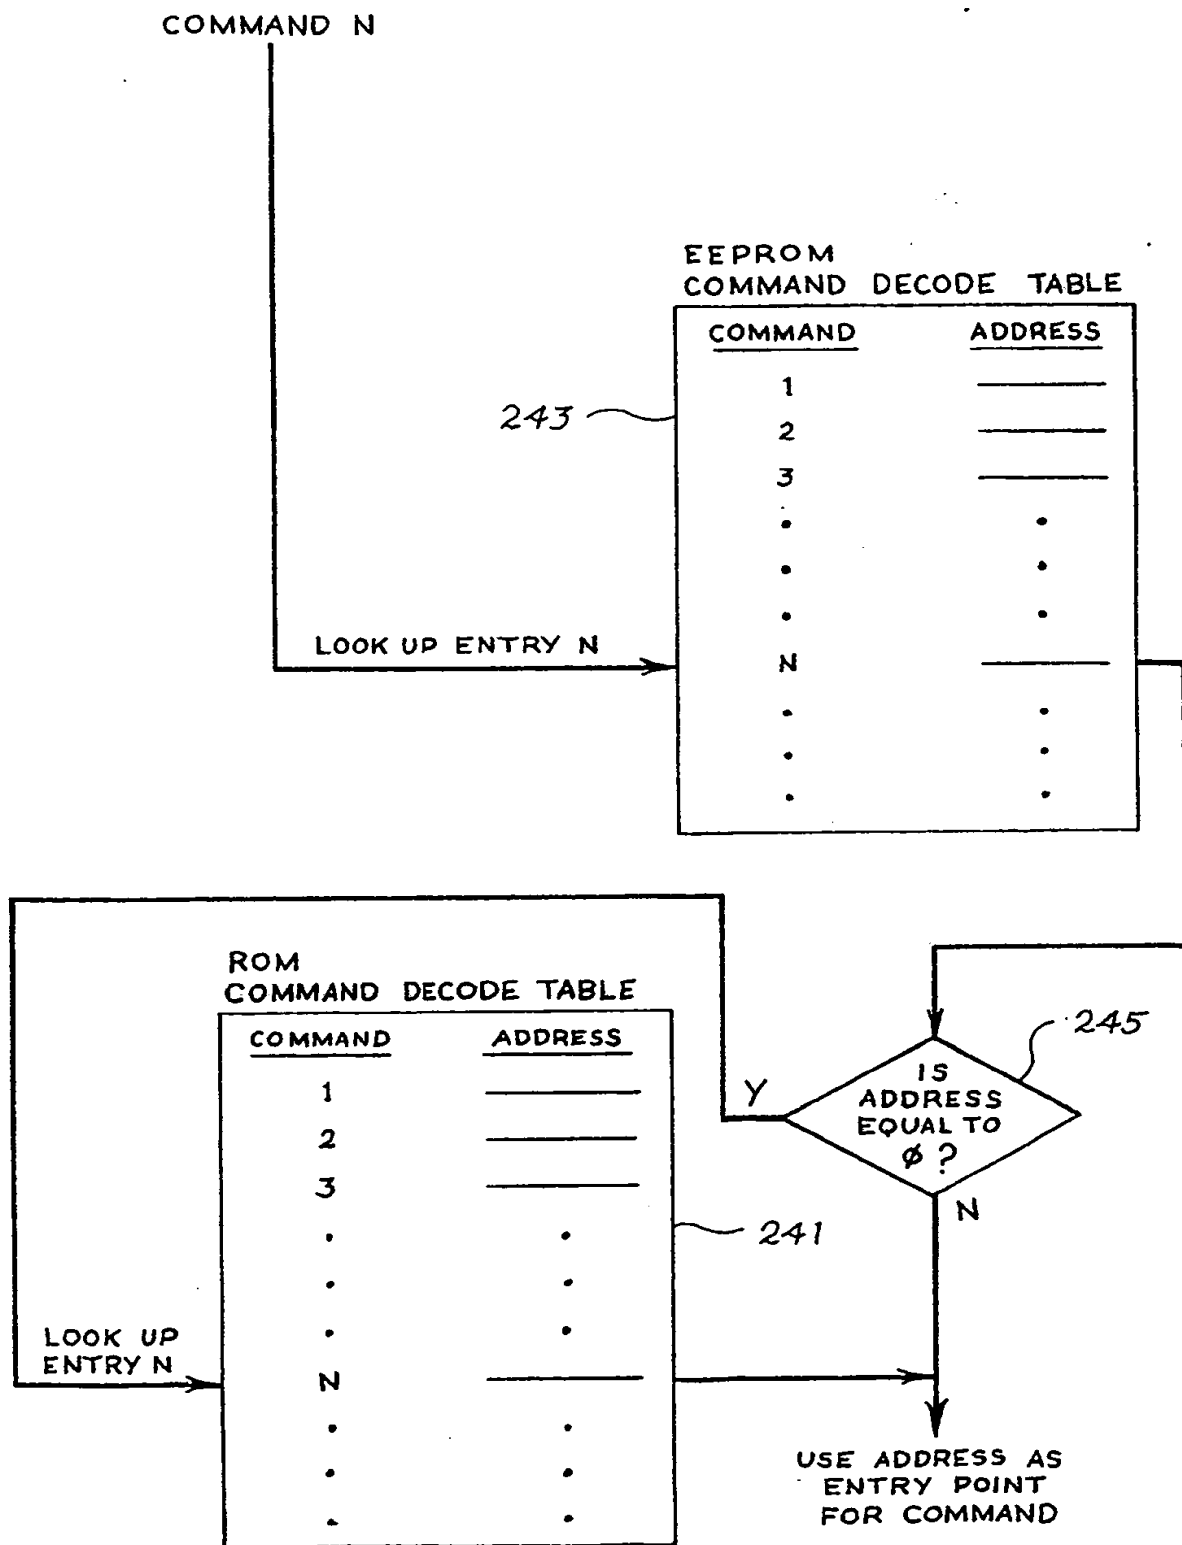 COMMAND N
EEPROM
COMMAND DECODE TABLE
COMMAND ADDRESS
1
243
2
3
LOOK UP ENTRY N
N
ROM
COMMAND DECODE TABLE
COMMAND ADDRESS
1
2
3
241
LOOK UP
ENTRY N
N
245
IS
ADDRESS
EQUAL TO
ø ?
Y
N
USE ADDRESS AS
ENTRY POINT
FOR COMMAND